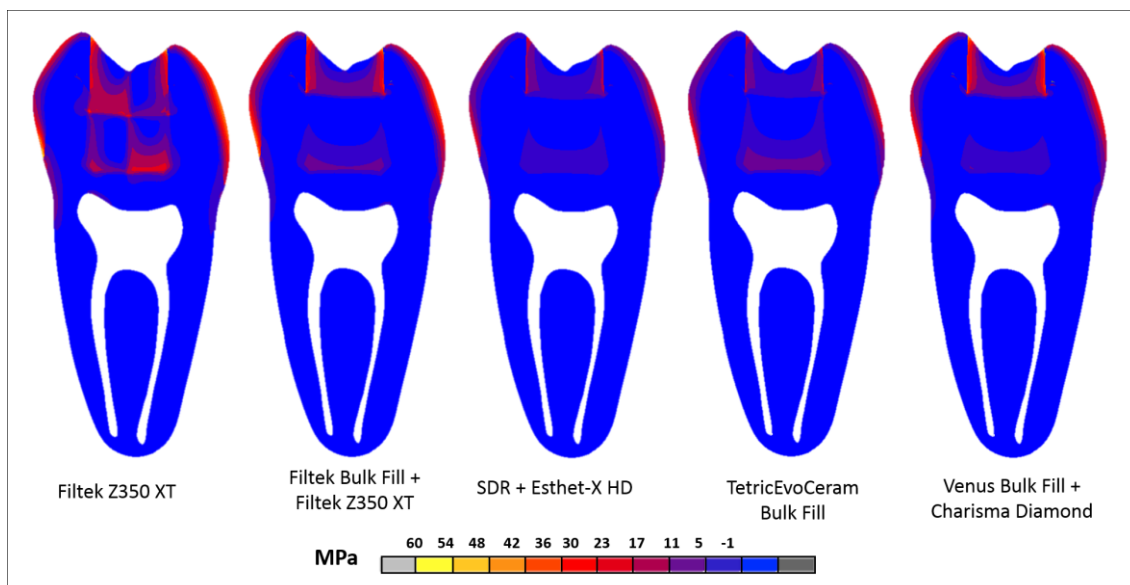 Filtek Z350 XT
Filtek Bulk Fill +
Filtek Z350 XT
SDR + Esthet-X HD
TetricEvoCeram
Bulk Fill
Venus Bulk Fill +
Charisma Diamond
MPa 60 54 48 42 36 30 23 17 11 5 -1